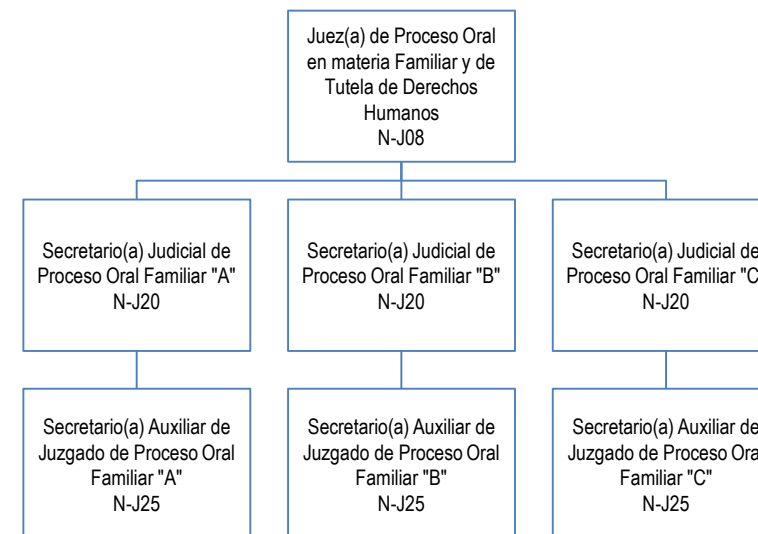 Juez(a) de Proceso Oral
en materia Familiar y de
Tutela de Derechos
Humanos
N-J08
Secretario(a) Judicial de
Proceso Oral Familiar "A"
N-J20
Secretario(a) Judicial de
Proceso Oral Familiar "B"
N-J20
Secretario(a) Judicial de
Proceso Oral Familiar "C
N-J20
Secretario(a) Auxiliar de
Juzgado de Proceso Oral
Familiar "A"
N-J25
Secretario(a) Auxiliar de
Juzgado de Proceso Oral
Familiar "B"
N-J25
Secretario(a) Auxiliar de
Juzgado de Proceso Oral
Familiar "C"
N-J25